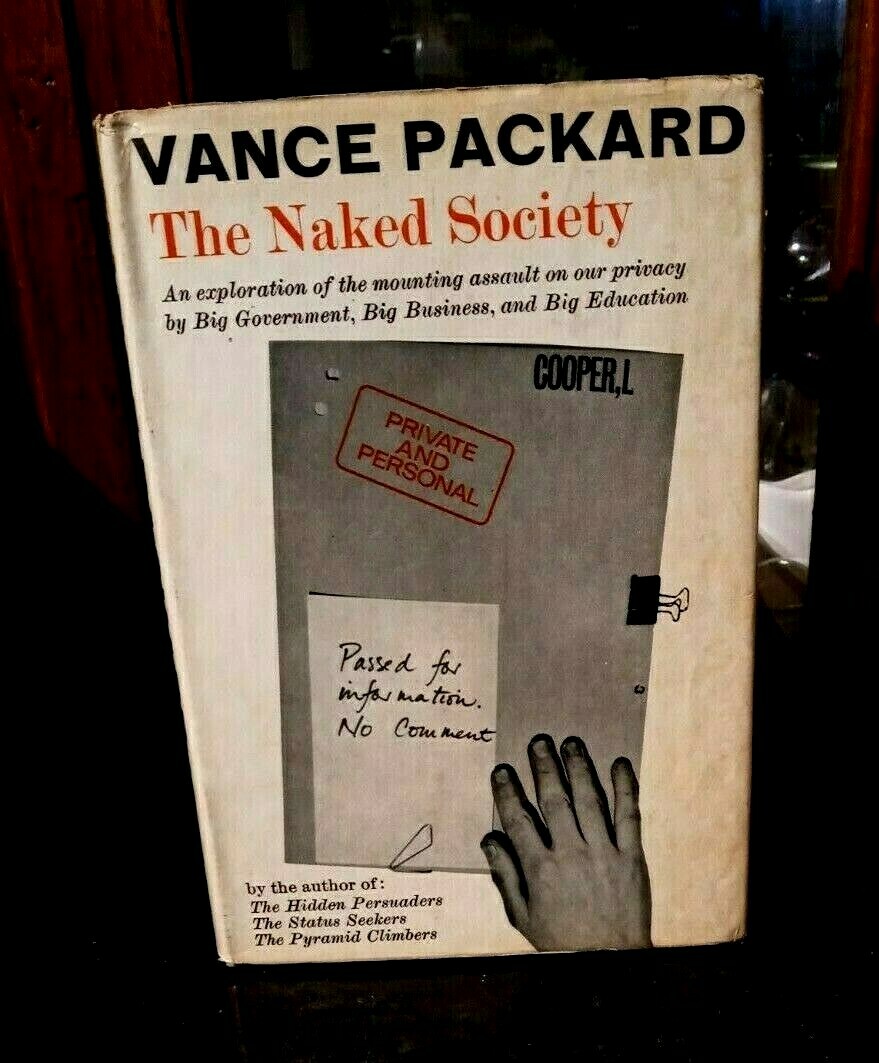 VANCE PACKARD
The Naked Society
An exploration of the mounting assault on our privacy
by Big Government, Big Business, and Big Education
COOPER,L
PRIVATE
AND
PERSONAL
Passed for
information.
No Comment
by the author of:
The Hidden Persuaders
The Status Seekers
The Pyramid Climbers